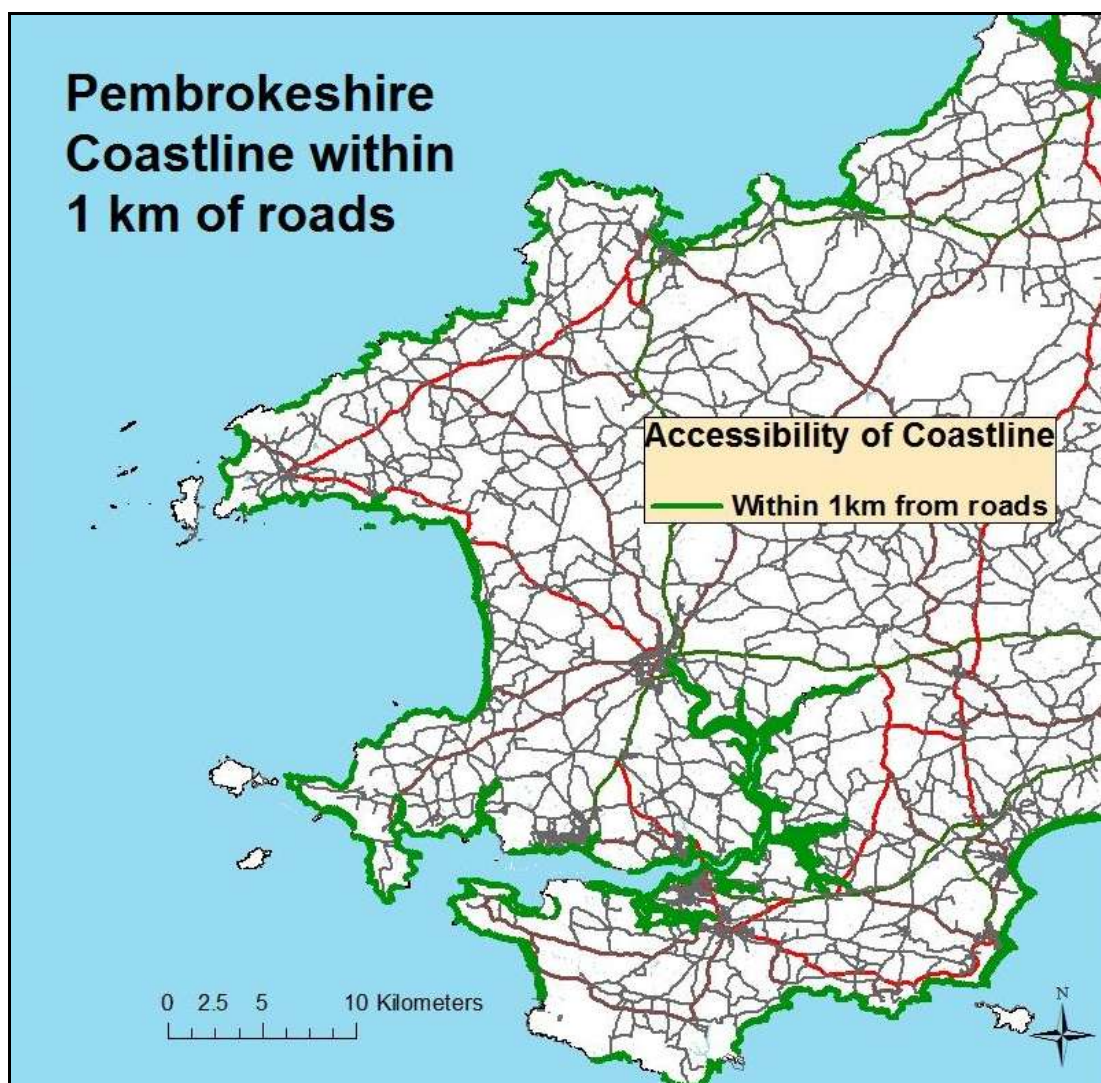 Pembrokeshire
Coastline within
1 km of roads
Accessibility of Coastline
Within 1km from roads
0 2.5 5 10 Kilometers
N